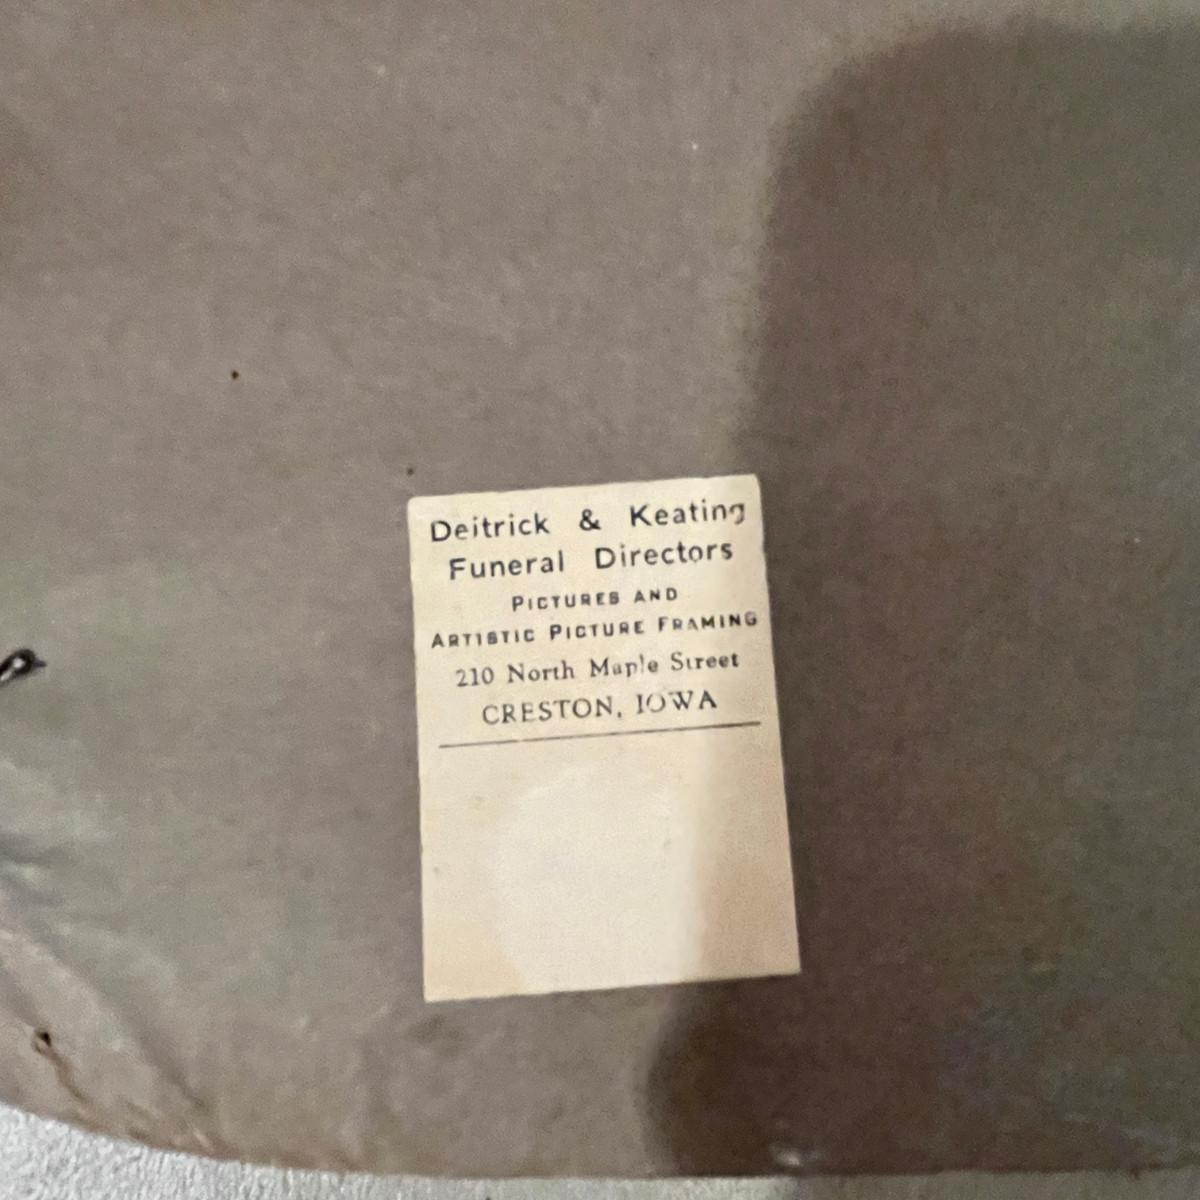 Deitrick & Keating
Funeral Directors
PICTURES AND
ARTISTIC PICTURE FRAMING
210 North Maple Street
CRESTON, IOWA